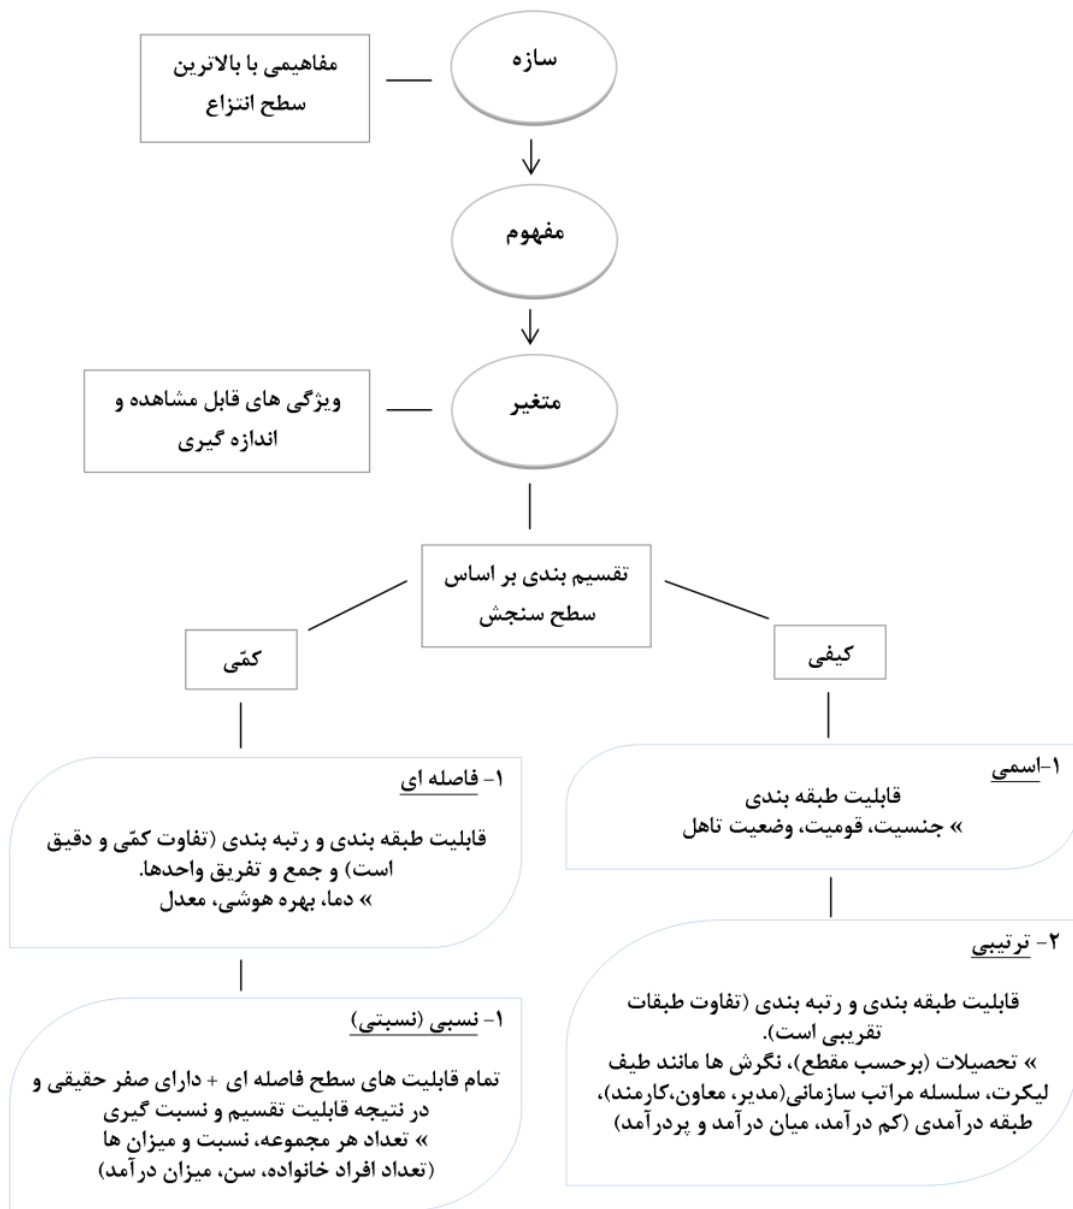 سازه
مفاهیمی با بالاترین
سطح انتزاع
مفهوم
متغیر
ویژگی های قابل مشاهده و
اندازه گیری
تقسیم بندی بر اساس
سطح سنجش
کیفی
کمّی
۱-اسمی
قابلیت طبقه بندی
» جنسیت، قومیت، وضعیت تاهل
۲- ترتیبی
قابلیت طبقه بندی و رتبه بندی (تفاوت طبقات
تقریبی است).
» تحصیلات (برحسب مقطع)، نگرش ها مانند طیف
لیکرت، سلسله مراتب سازمانی(مدیر، معاون،کارمند)،
طبقه درآمدی (کم درآمد، میان درآمد و پردرآمد)
۱- فاصله ای
قابلیت طبقه بندی و رتبه بندی (تفاوت کمّی و دقیق
است) و جمع و تفریق واحدها.
» دما، بهره هوشی، معدل
۱- نسبی (نسبتی)
تمام قابلیت های سطح فاصله ای + دارای صفر حقیقی و
در نتیجه قابلیت تقسیم و نسبت گیری
» تعداد هر مجموعه، نسبت و میزان ها
(تعداد افراد خانواده، سن، میزان درآمد)